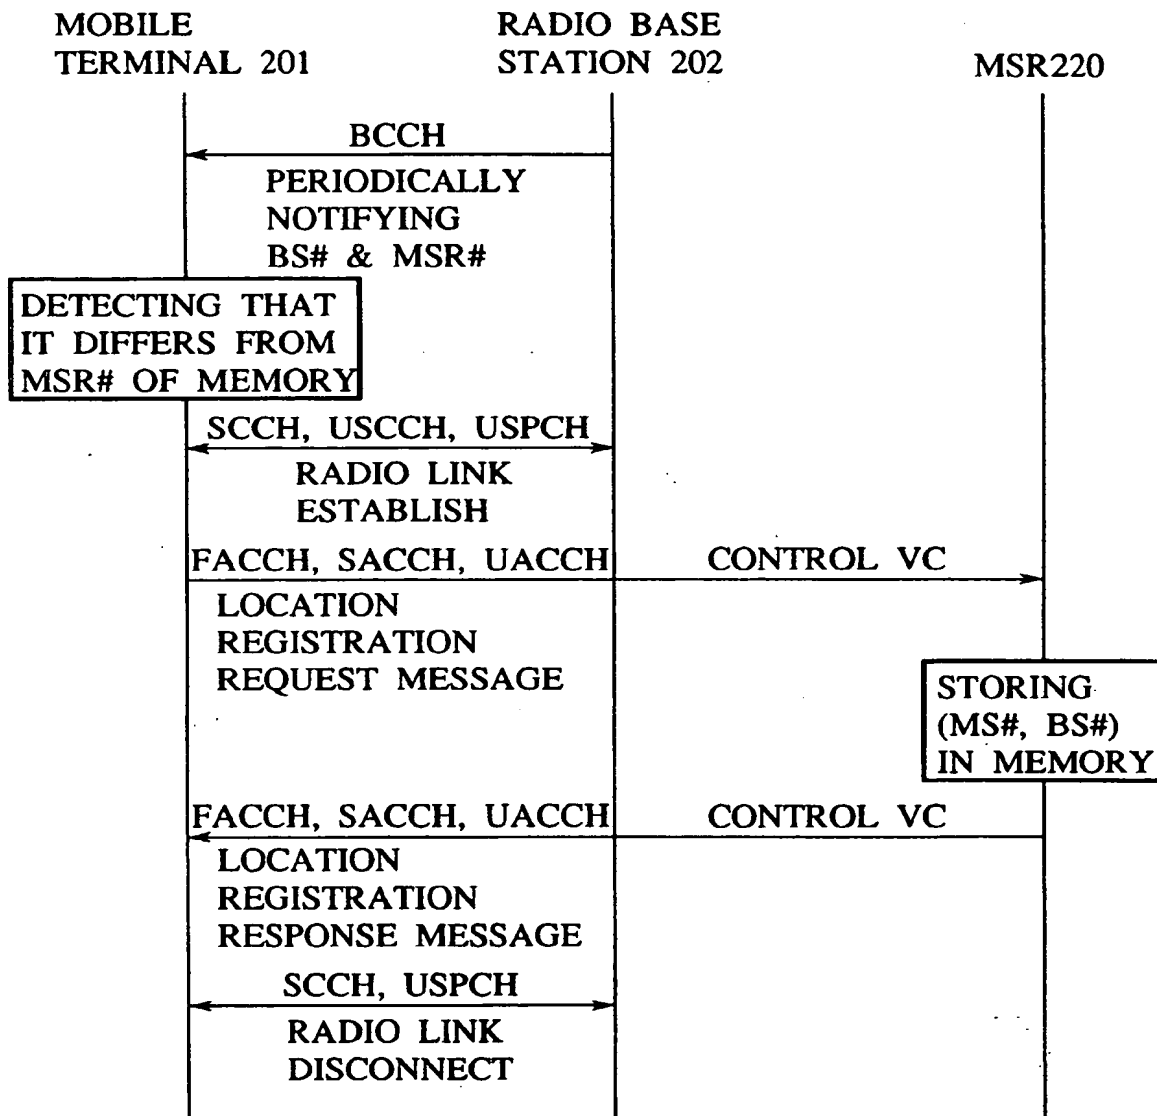 MOBILE
TERMINAL 201
RADIO BASE
STATION 202
MSR220
BCCH
PERIODICALLY
NOTIFYING
BS# & MSR#
DETECTING THAT
IT DIFFERS FROM
MSR# OF MEMORY
SCCH, USCCH, USPCH
RADIO LINK
ESTABLISH
FACCH, SACCH, UACCH
CONTROL VC
LOCATION
REGISTRATION
REQUEST MESSAGE
STORING
(MS#, BS#)
IN MEMORY
FACCH, SACCH, UACCH
CONTROL VC
LOCATION
REGISTRATION
RESPONSE MESSAGE
SCCH, USPCH
RADIO LINK
DISCONNECT